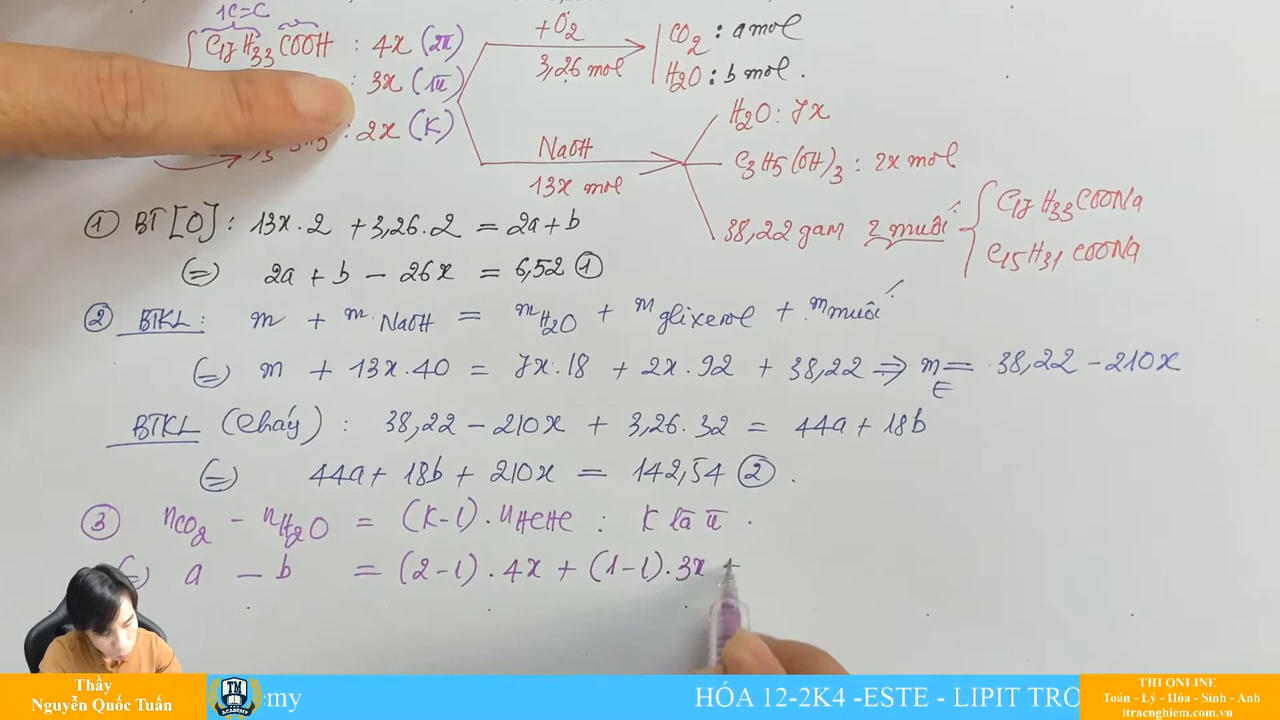 1C=C
C17H33COOH : 4x (2π)
: 3x (1π)
: 2x (K)
+O2
3,26 mol
CO2 : a mol
H2O : b mol.
NaOH
13x mol
H2O : 7x
C3H5(OH)3 : 2x mol
38,22 gam 2 muối
C17H33COONa
C15H31COONa
① BT [O] : 13x.2 + 3,26.2 = 2a+b
(=) 2a + b - 26x = 6,52 ①
② BTKL : m + mNaOH = mH2O + mglixerol + mmuối
(=) m + 13x.40 = 7x.18 + 2x.92 + 38,22 => mE = 38,22 - 210x
BTKL (cháy) : 38,22 - 210x + 3,26.32 = 44a + 18b
(=) 44a + 18b + 210x = 142,54 ②.
③ nCO2 - nH2O = (K-1).nHCHC : K là π.
(=) a - b = (2-1).4x + (1-1).3x +
Thầy
Nguyễn Quốc Tuấn
TM
ACADEMY
HÓA 12-2K4 -ESTE - LIPIT TRO
THI ONLINE
Toán - Lý - Hóa - Sinh - Anh
itracnghiem.com.vn